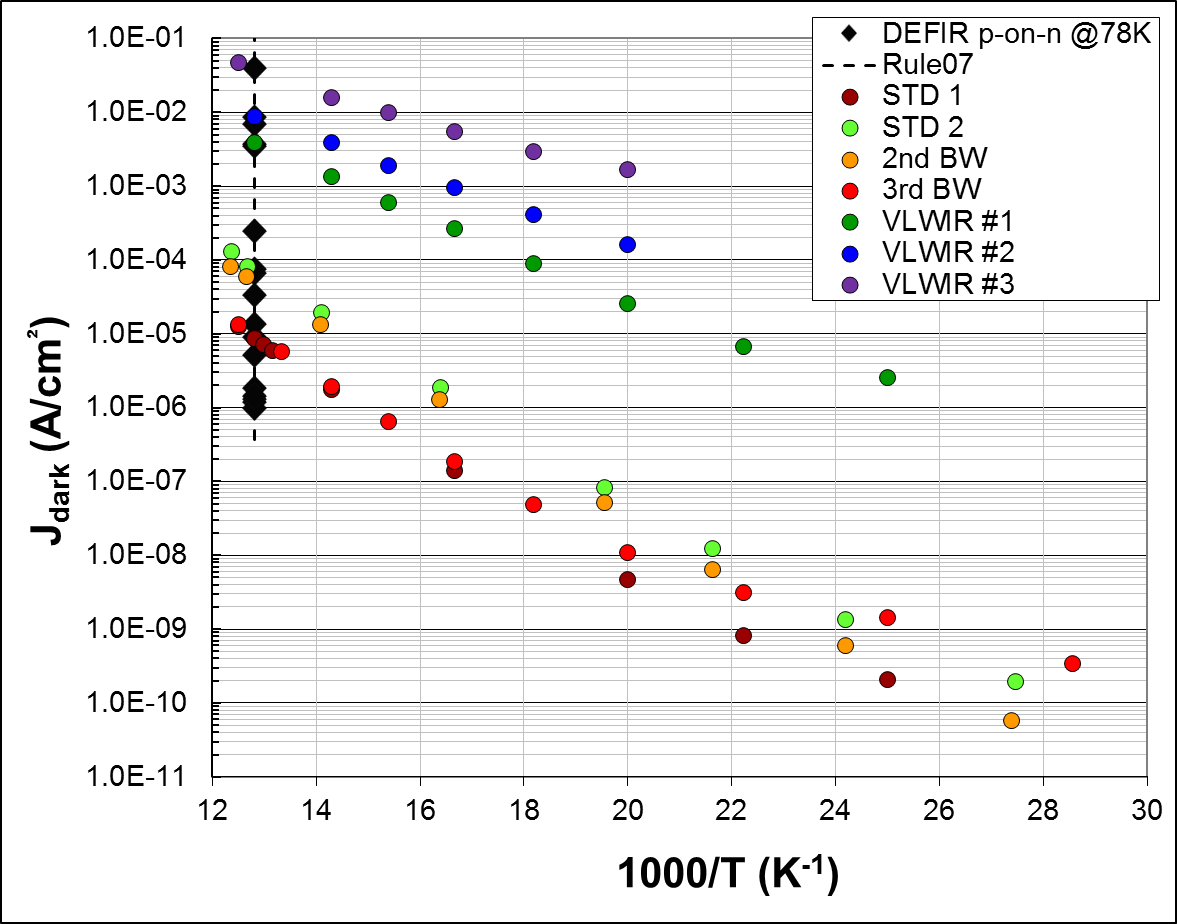 DEFIR p-on-n @78K
Rule07
STD 1
STD 2
2nd BW
3rd BW
VLWIR #1
VLWIR #2
VLWIR #3
1.0E-01
1.0E-02
1.0E-03
1.0E-04
1.0E-05
1.0E-06
1.0E-07
1.0E-08
1.0E-09
1.0E-10
1.0E-11
Jdark (A/cm²)
12 14 16 18 20 22 24 26 28 30
1000/T (K⁻¹)